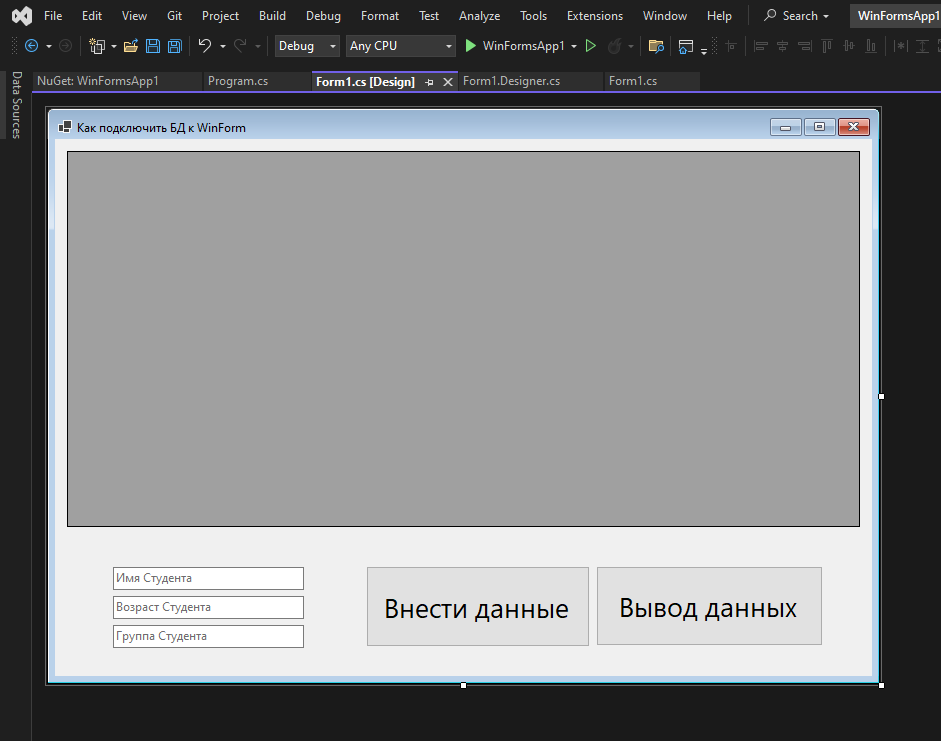 File Edit View Git Project Build Debug Format Test Analyze Tools Extensions Window Help Search WinFormsApp1
Debug Any CPU WinFormsApp1
NuGet: WinFormsApp1 Program.cs Form1.cs [Design] Form1.Designer.cs Form1.cs
Data Sources
Как подключить БД к WinForm
Имя Студента
Возраст Студента
Группа Студента
Внести данные
Вывод данных